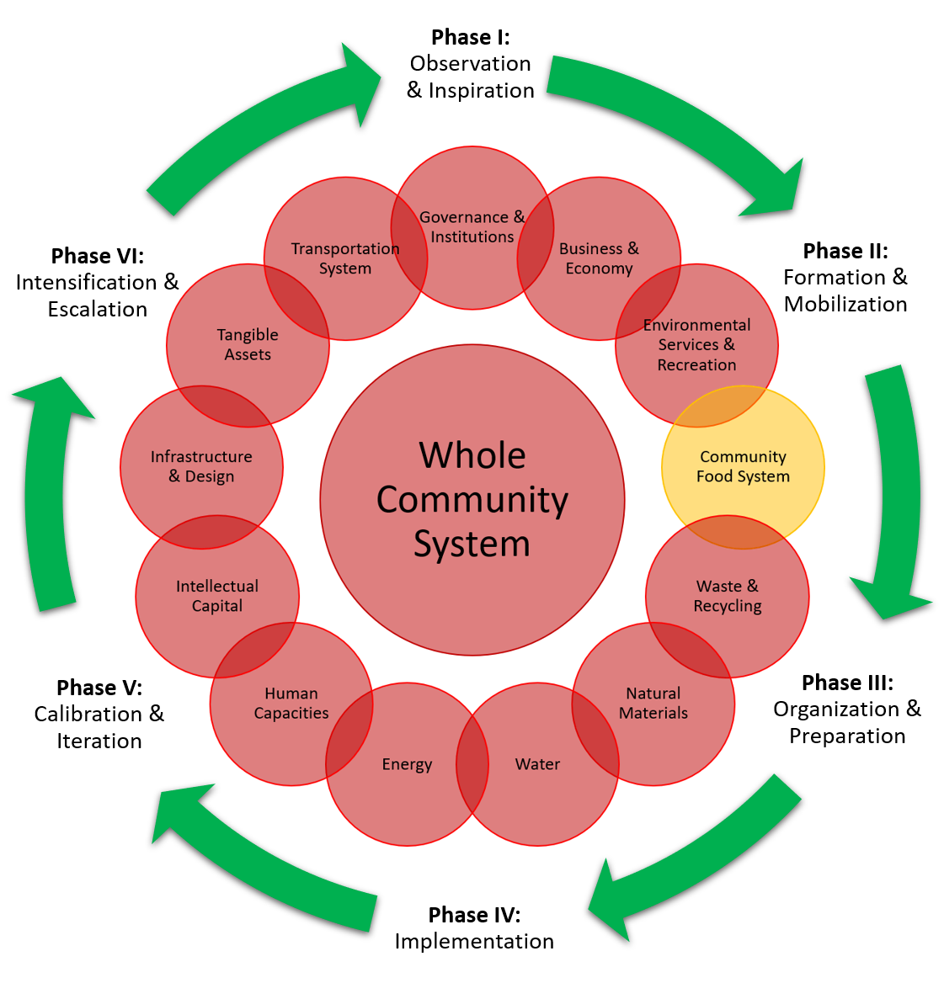 Phase I:
Observation
& Inspiration
Phase II:
Formation &
Mobilization
Phase III:
Organization &
Preparation
Phase IV:
Implementation
Phase V:
Calibration &
Iteration
Phase VI:
Intensification &
Escalation
Governance &
Institutions
Business &
Economy
Environmental
Services &
Recreation
Community
Food System
Waste &
Recycling
Natural
Materials
Water
Energy
Human
Capacities
Intellectual
Capital
Infrastructure
& Design
Tangible
Assets
Transportation
System
Whole
Community
System